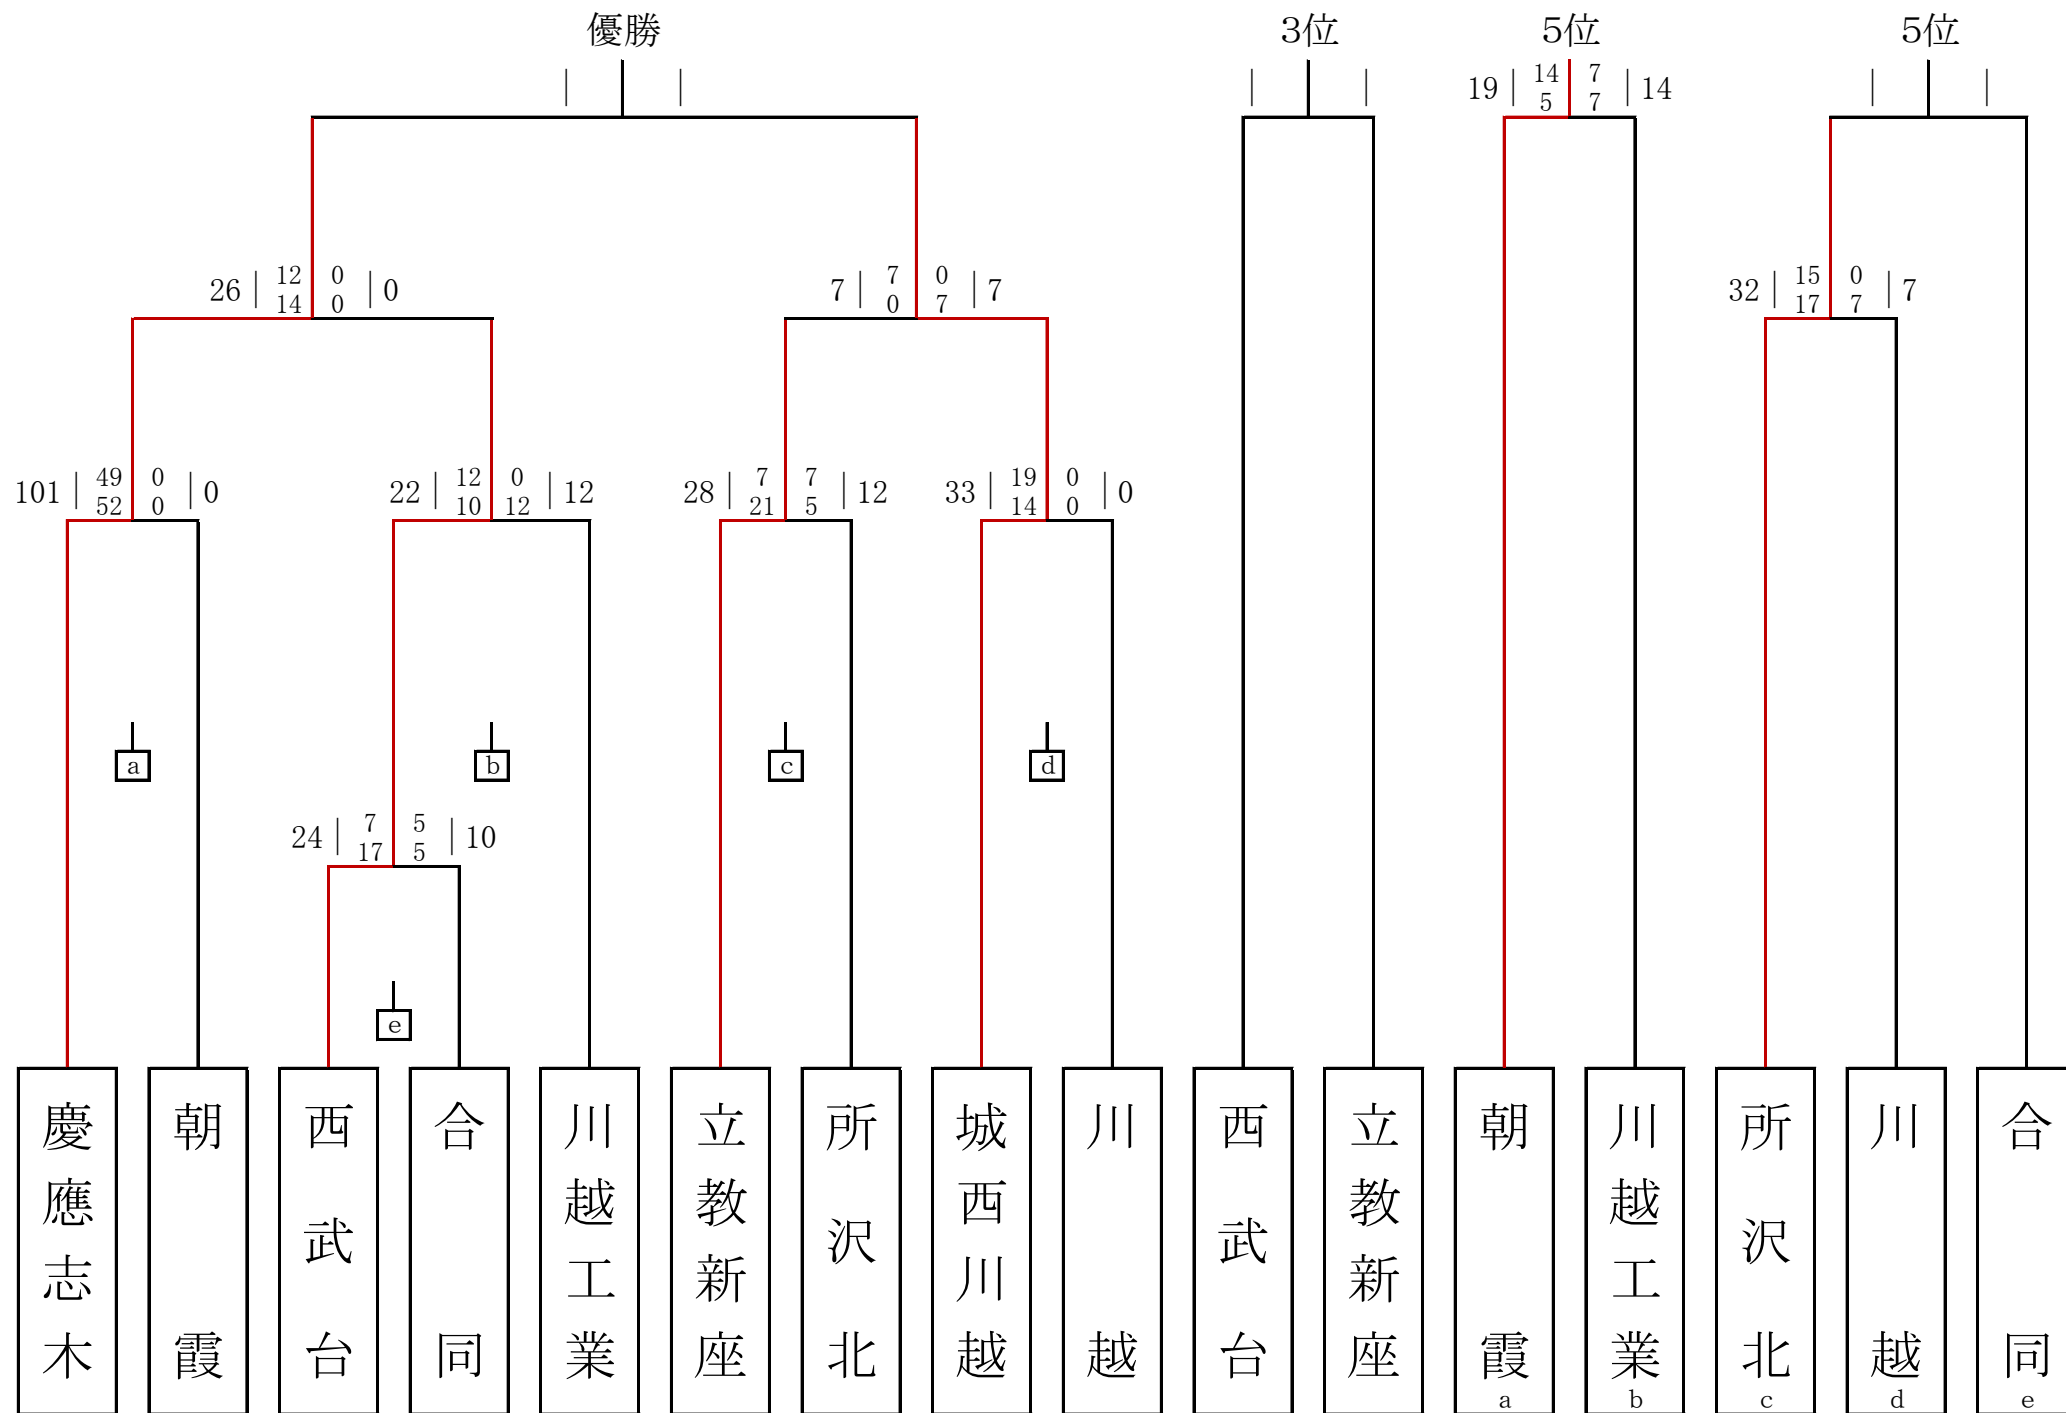 優勝 3位 5位 5位
19 | 14 7 | 14
5 7
26 | 12 0 | 0
14 0
7 | 7 0 | 7
0 7
32 | 15 0 | 7
17 7
101 | 49 0 | 0
52 0
22 | 12 0 | 12
10 12
28 | 7 7 | 12
21 5
33 | 19 0 | 0
14 0
a b c d
24 | 7 5 | 10
17 5
e
慶應志木
朝霞
西武台
合同
川越工業
立教新座
所沢北
城西川越
川越
西武台
立教新座
朝霞
a
川越工業
b
所沢北
c
川越
d
合同
e